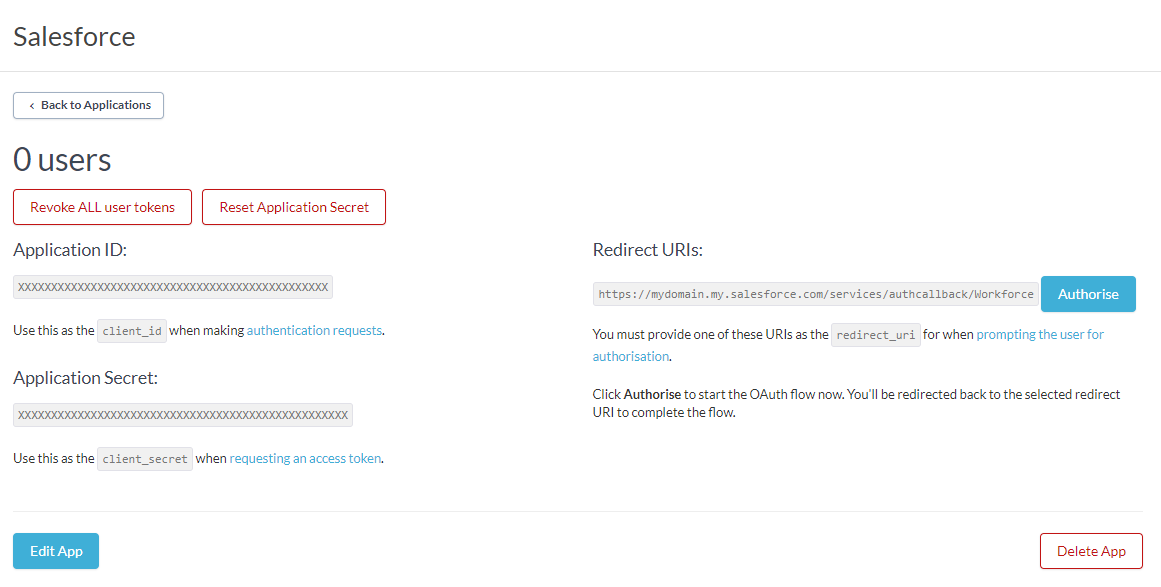 Salesforce
‹ Back to Applications
0 users
Revoke ALL user tokens
Reset Application Secret
Application ID:
XXXXXXXXXXXXXXXXXXXXXXXXXXXXXXXXXXXXXXXXXXXXXXX
Use this as the client_id when making authentication requests.
Application Secret:
XXXXXXXXXXXXXXXXXXXXXXXXXXXXXXXXXXXXXXXXXXXXXXXXXX
Use this as the client_secret when requesting an access token.
Redirect URIs:
https://mydomain.my.salesforce.com/services/authcallback/Workforce
Authorise
You must provide one of these URIs as the redirect_uri for when prompting the user for
authorisation.
Click Authorise to start the OAuth flow now. You'll be redirected back to the selected redirect
URI to complete the flow.
Edit App
Delete App